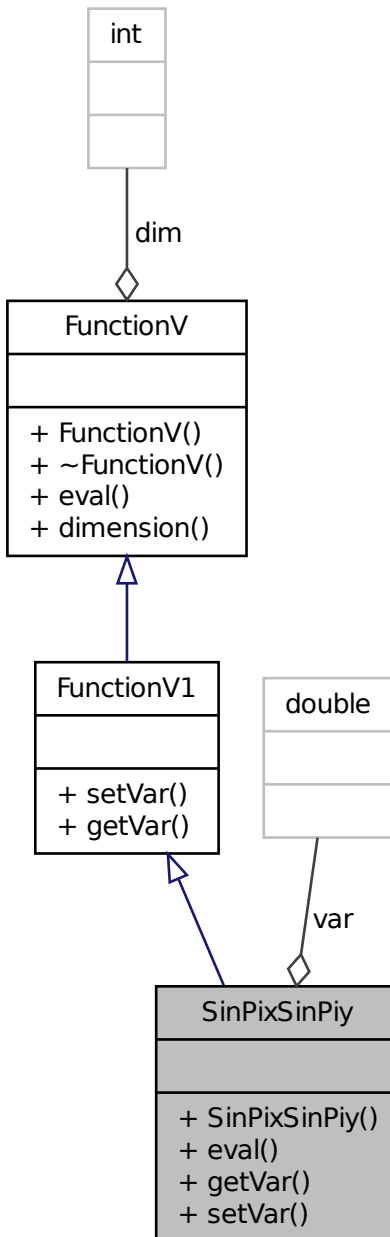 int
dim
FunctionV
+ FunctionV()
+ ~FunctionV()
+ eval()
+ dimension()
FunctionV1
+ setVar()
+ getVar()
double
var
SinPixSinPiy
+ SinPixSinPiy()
+ eval()
+ getVar()
+ setVar()